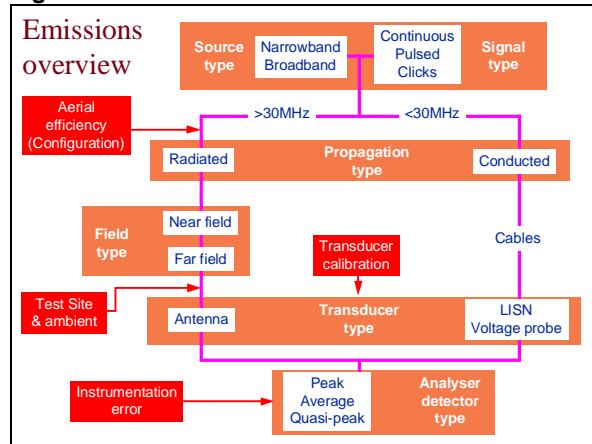 Emissions
overview
Source
type
Narrowband
Broadband
Continuous
Pulsed
Clicks
Signal
type
Aerial
efficiency
(Configuration)
>30MHz
<30MHz
Radiated
Propagation
type
Conducted
Field
type
Near field
Far field
Transducer
calibration
Cables
Test Site
& ambient
Antenna
Transducer
type
LISN
Voltage probe
Instrumentation
error
Peak
Average
Quasi-peak
Analyser
detector
type